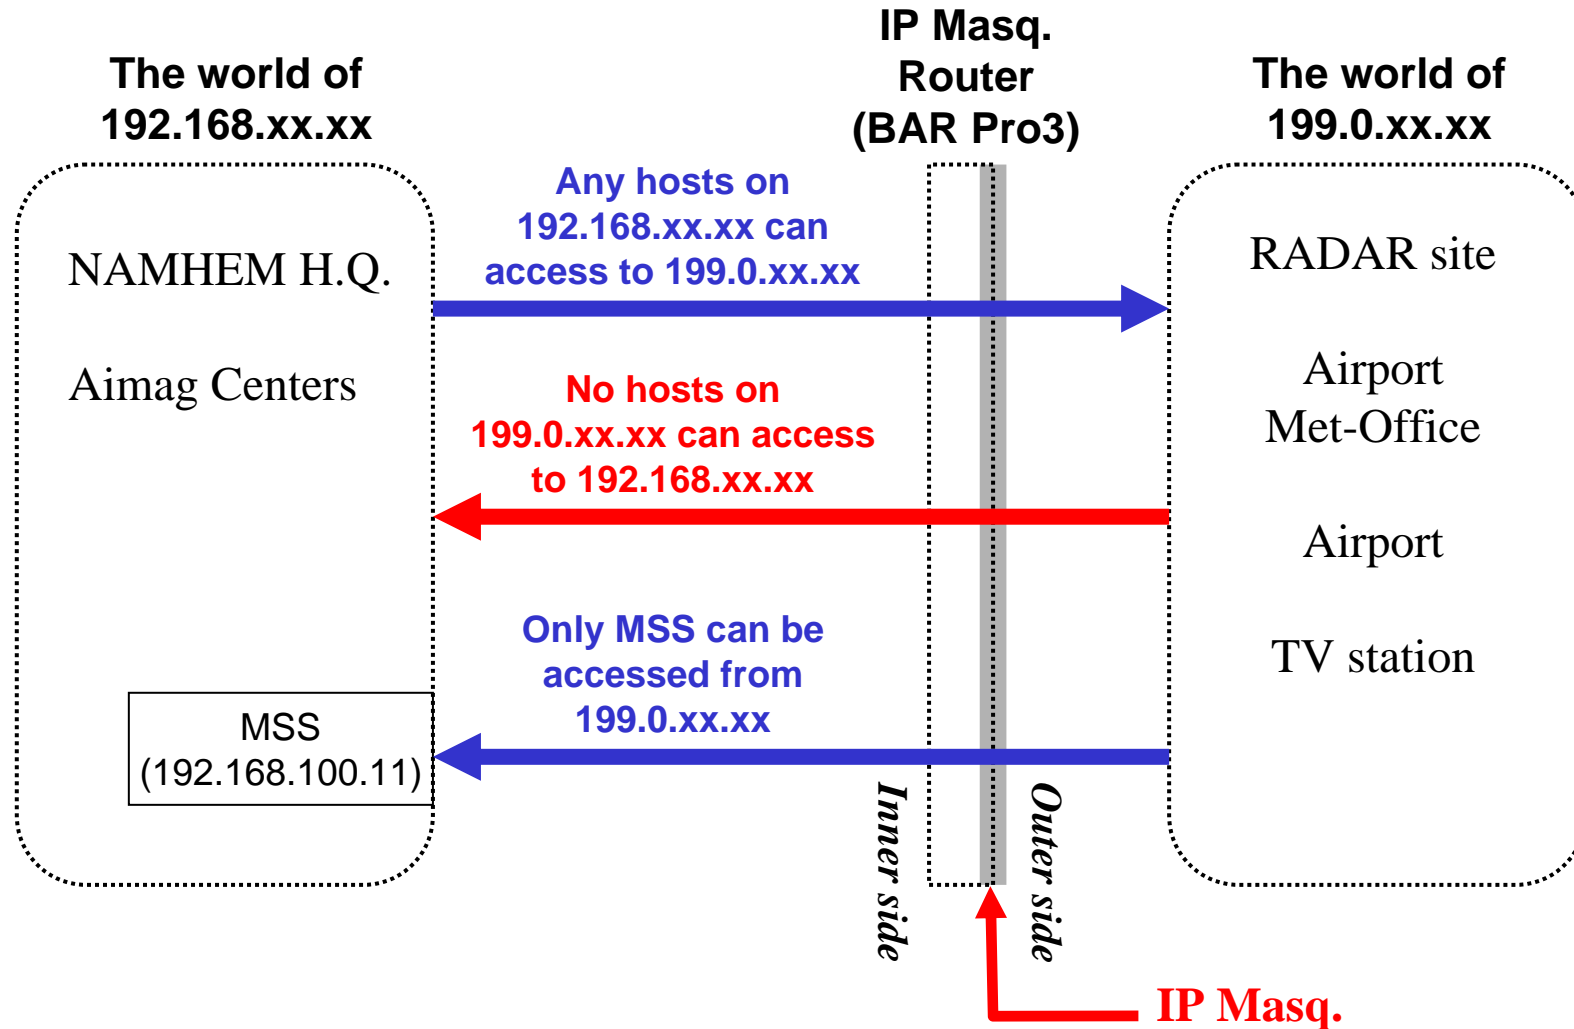 The world of
192.168.xx.xx
IP Masq.
Router
(BAR Pro3)
The world of
199.0.xx.xx
NAMHEM H.Q.
Aimag Centers
MSS
(192.168.100.11)
Any hosts on
192.168.xx.xx can
access to 199.0.xx.xx
No hosts on
199.0.xx.xx can access
to 192.168.xx.xx
Only MSS can be
accessed from
199.0.xx.xx
Inner side
Outer side
RADAR site
Airport
Met-Office
Airport
TV station
IP Masq.